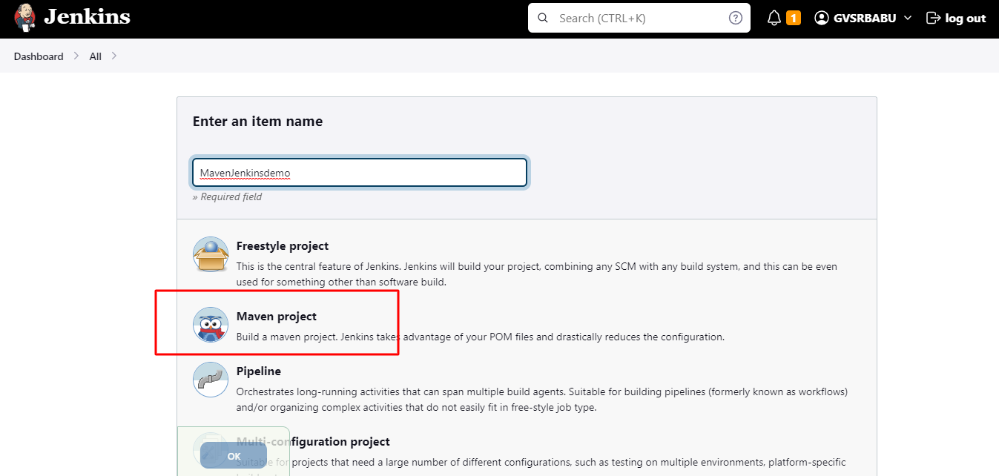 Jenkins
Search (CTRL+K)
?
1
GVSRBABU
log out
Dashboard
All
Enter an item name
MavenJenkinsdemo
» Required field
Freestyle project
This is the central feature of Jenkins. Jenkins will build your project, combining any SCM with any build system, and this can be even
used for something other than software build.
Maven project
Build a maven project. Jenkins takes advantage of your POM files and drastically reduces the configuration.
Pipeline
Orchestrates long-running activities that can span multiple build agents. Suitable for building pipelines (formerly known as workflows)
and/or organizing complex activities that do not easily fit in free-style job type.
Multi-configuration project
OK
Suitable for projects that need a large number of different configurations, such as testing on multiple environments, platform-specific